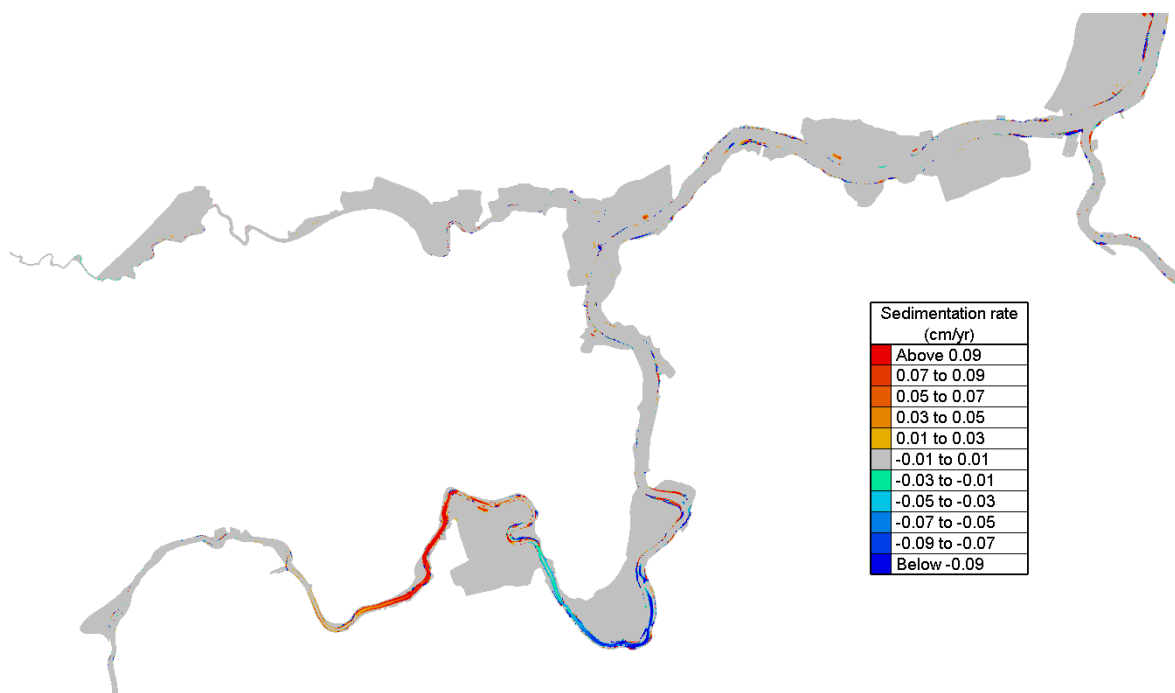 Sedimentation rate
(cm/yr)
Above 0.09
0.07 to 0.09
0.05 to 0.07
0.03 to 0.05
0.01 to 0.03
-0.01 to 0.01
-0.03 to -0.01
-0.05 to -0.03
-0.07 to -0.05
-0.09 to -0.07
Below -0.09